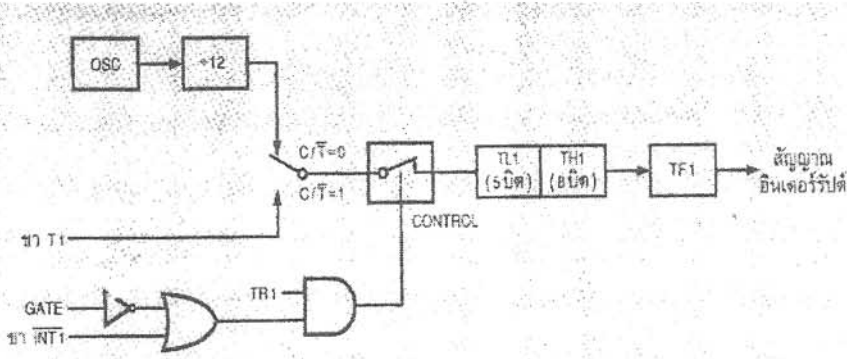 OSC
÷12
C/T̅=0
C/T̅=1
TL1
(5บิต)
TH1
(8บิต)
TF1
สัญญาณ
อินเตอร์รัปต์
CONTROL
ขา T1
TR1
GATE
ขา I̅N̅T̅1̅